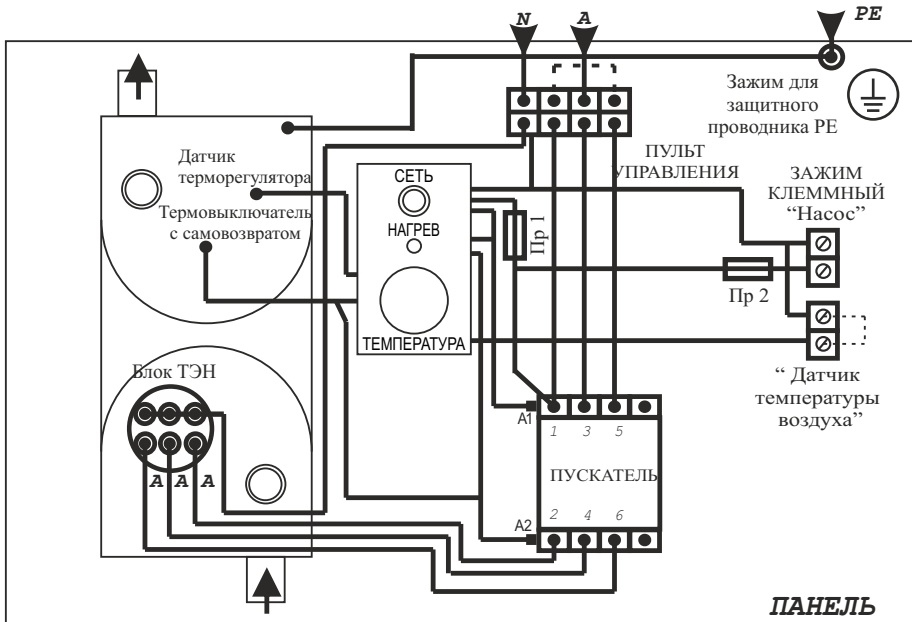 N
A
PE
Зажим для
защитного
проводника PE
Датчик
терморегулятора
Термовыключатель
с самовозвратом
СЕТЬ
НАГРЕВ
ТЕМПЕРАТУРА
Пр 1
ПУЛЬТ
УПРАВЛЕНИЯ
ЗАЖИМ
КЛЕММНЫЙ
“Насос”
Пр 2
“ Датчик
температуры
воздуха”
Блок ТЭН
A A A
A1
1 3 5
ПУСКАТЕЛЬ
2 4 6
A2
ПАНЕЛЬ